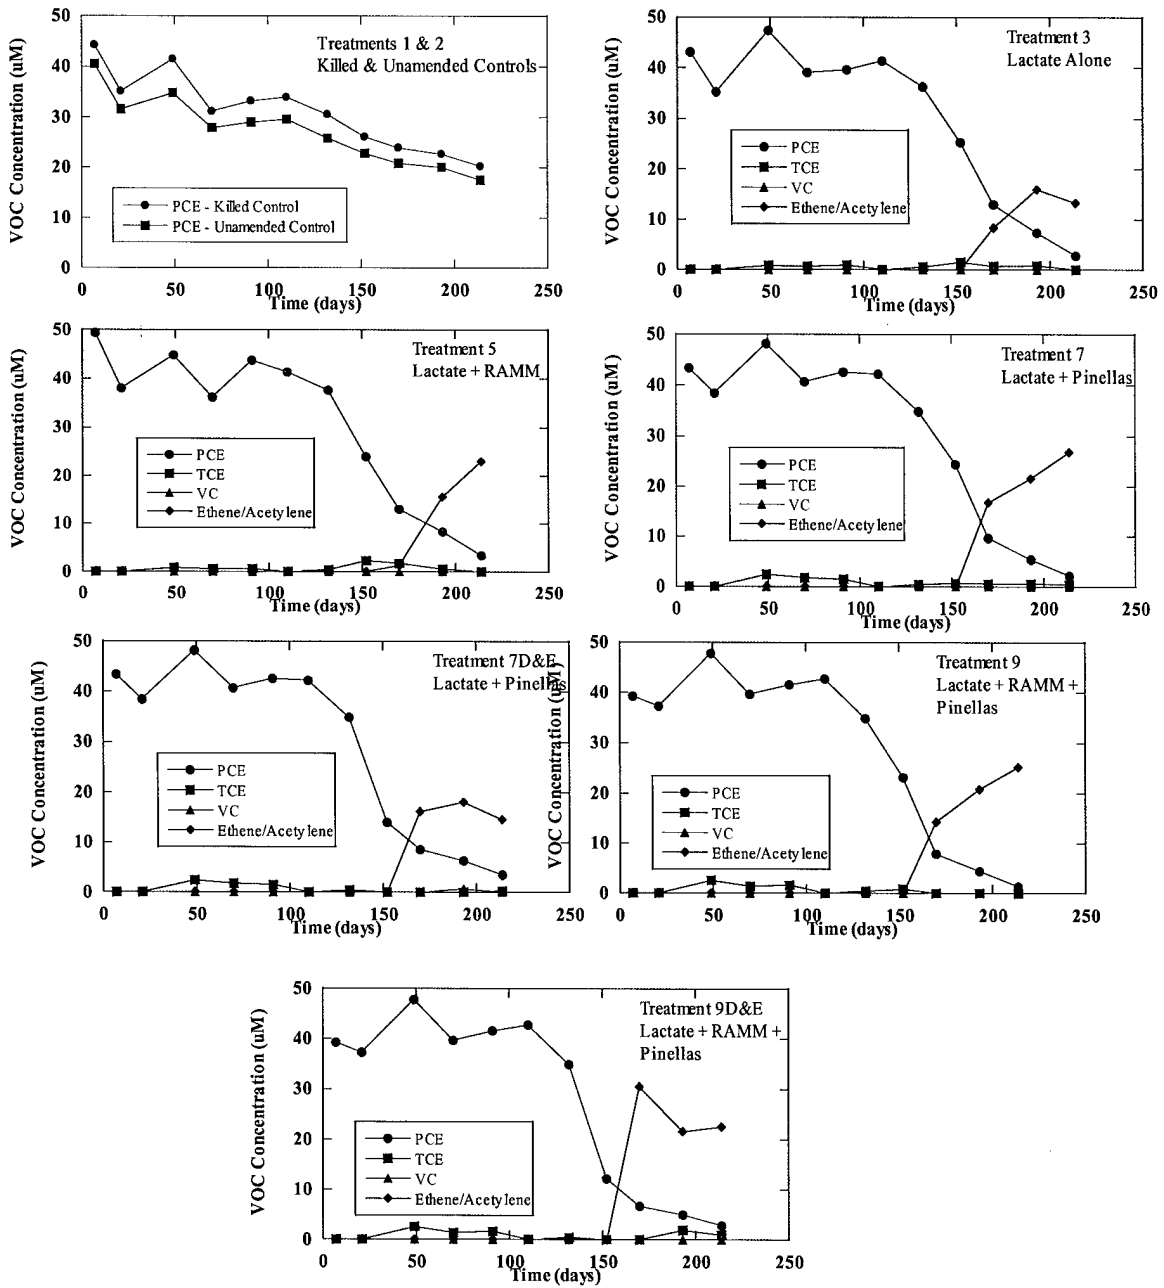 50
40
30
20
10
0
VOC Concentration (uM)
Treatments 1 & 2
Killed & Unamended Controls
PCE - Killed Control
PCE - Unamended Control
0 50 100 150 200 250
Time (days)
50
40
30
20
10
0
VOC Concentration (uM)
Treatment 3
Lactate Alone
PCE
TCE
VC
Ethene/Acetylene
0 50 100 150 200 250
Time (days)
50
40
30
20
10
0
VOC Concentration (uM)
Treatment 5
Lactate + RAMM
PCE
TCE
VC
Ethene/Acetylene
0 50 100 150 200 250
Time (days)
50
40
30
20
10
0
VOC Concentration (uM)
Treatment 7
Lactate + Pinellas
PCE
TCE
VC
Ethene/Acetylene
0 50 100 150 200 250
Time (days)
50
40
30
20
10
0
VOC Concentration (uM)
Treatment 7D&E
Lactate + Pinellas
PCE
TCE
VC
Ethene/Acetylene
0 50 100 150 200 250
Time (days)
50
40
30
20
10
0
VOC Concentration (uM)
Treatment 9
Lactate + RAMM +
Pinellas
PCE
TCE
VC
Ethene/Acetylene
0 50 100 150 200 250
Time (days)
50
40
30
20
10
0
VOC Concentration (uM)
Treatment 9D&E
Lactate + RAMM +
Pinellas
PCE
TCE
VC
Ethene/Acetylene
0 50 100 150 200 250
Time (days)